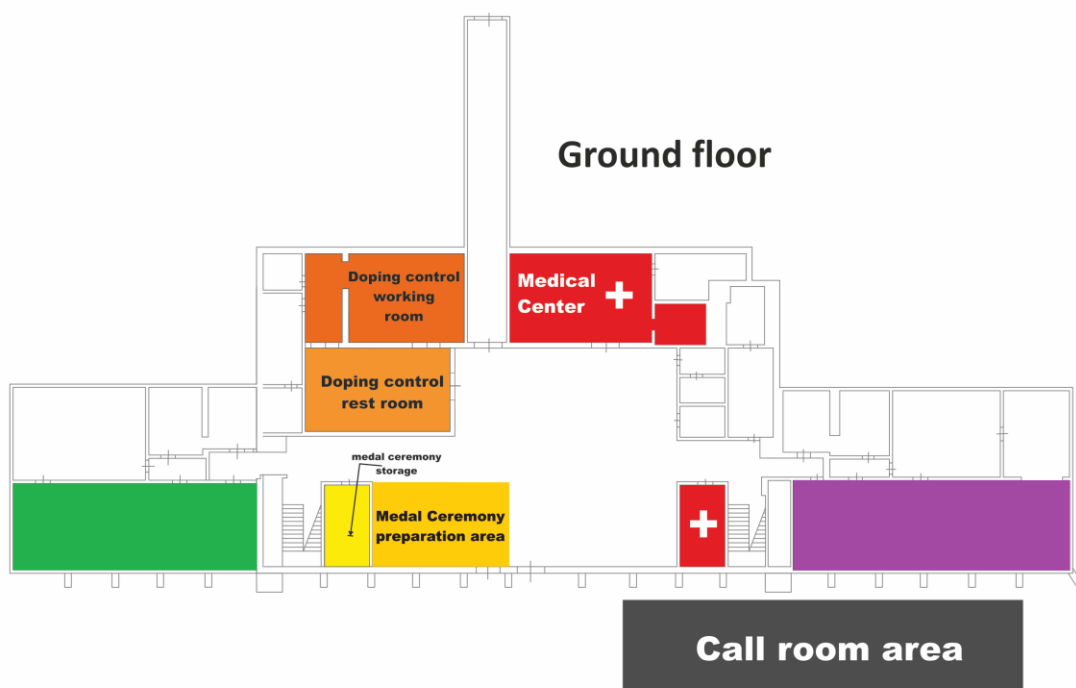 Ground floor
Doping control
working
room
Medical
Center
Doping control
rest room
medal ceremony
storage
Medal Ceremony
preparation area
Call room area